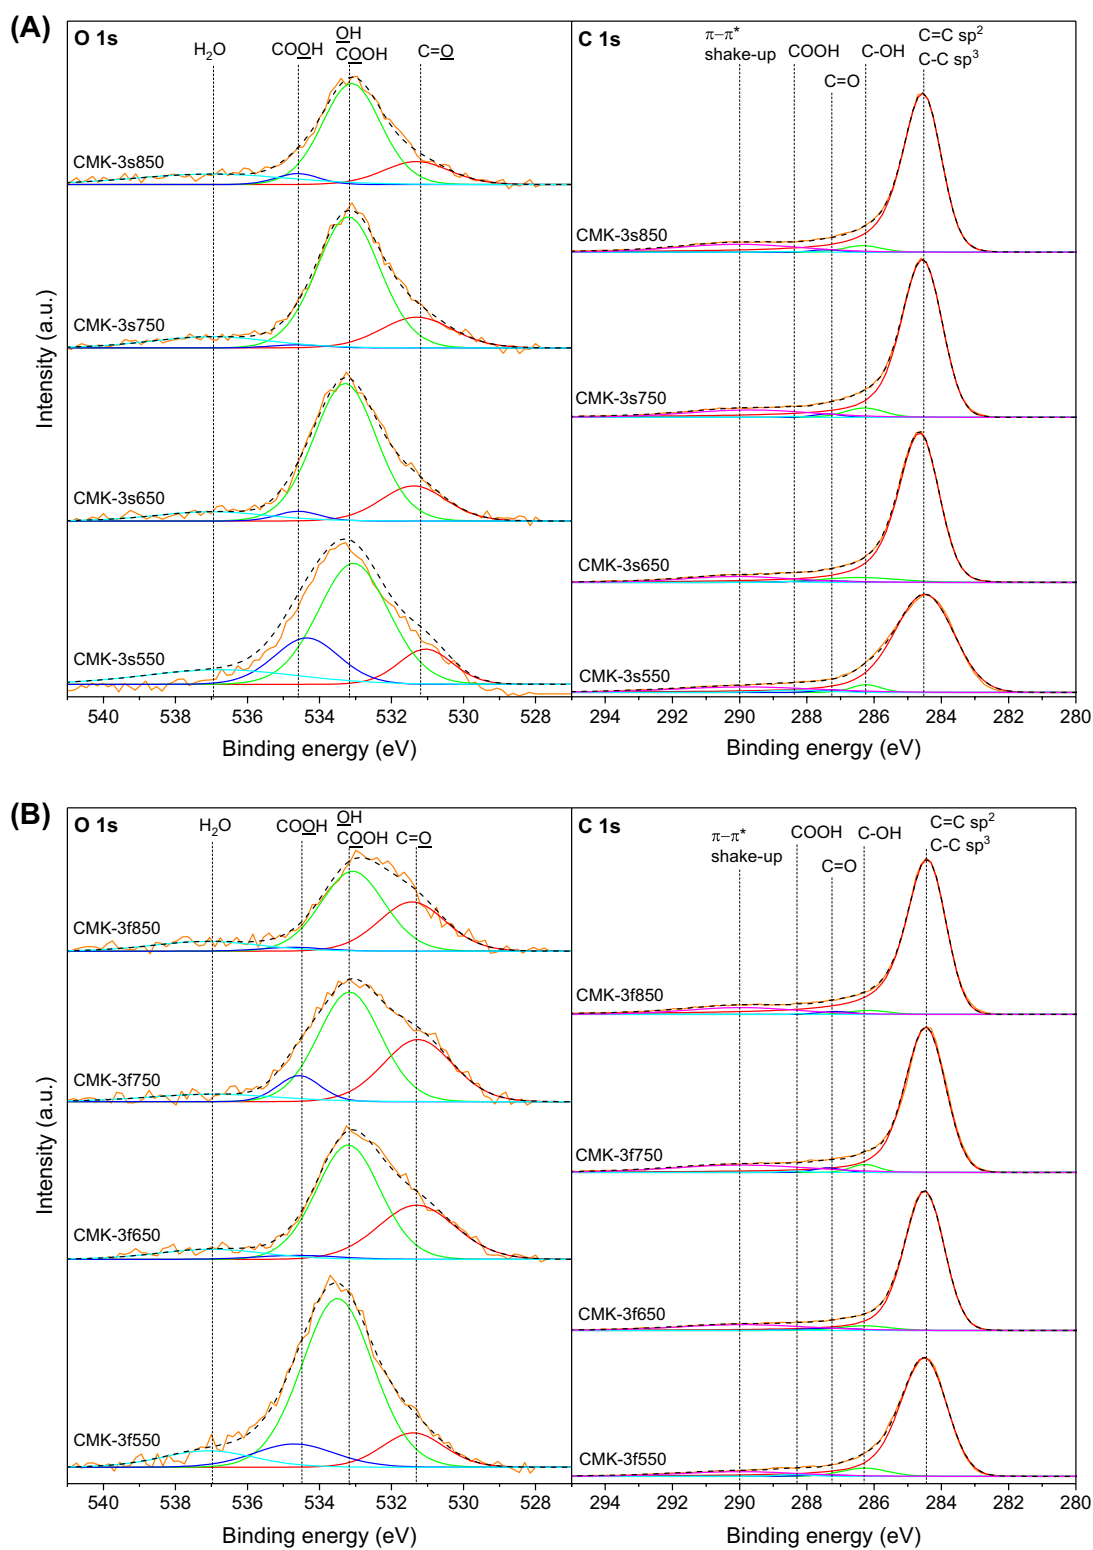 (A)
O 1s
H₂O
COOH
OH
COOH
C=O
CMK-3s850
CMK-3s750
CMK-3s650
CMK-3s550
540 538 536 534 532 530 528
Binding energy (eV)
Intensity (a.u.)
C 1s
π–π*
shake-up
COOH
C=O
C-OH
C=C sp²
C-C sp³
CMK-3s850
CMK-3s750
CMK-3s650
CMK-3s550
294 292 290 288 286 284 282 280
Binding energy (eV)
(B)
O 1s
H₂O
COOH
OH
COOH
C=O
CMK-3f850
CMK-3f750
CMK-3f650
CMK-3f550
540 538 536 534 532 530 528
Binding energy (eV)
Intensity (a.u.)
C 1s
π–π*
shake-up
COOH
C=O
C-OH
C=C sp²
C-C sp³
CMK-3f850
CMK-3f750
CMK-3f650
CMK-3f550
294 292 290 288 286 284 282 280
Binding energy (eV)